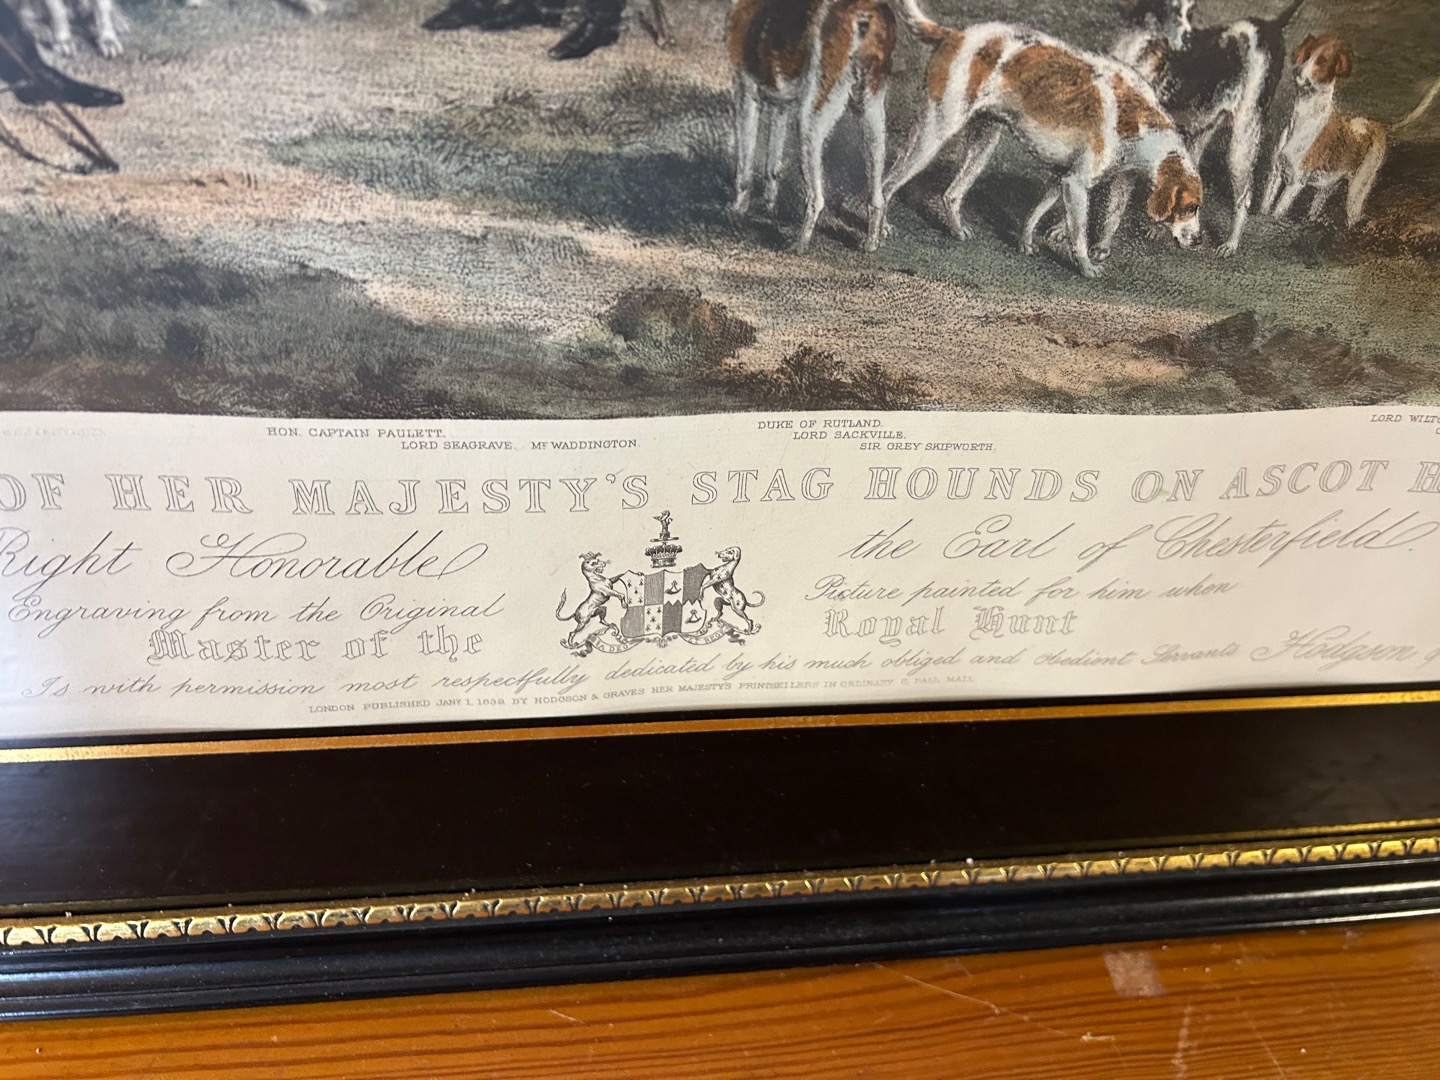 HON. CAPTAIN PAULETT.
LORD SEAGRAVE. Mr WADDINGTON.
DUKE OF RUTLAND.
LORD SACKVILLE.
SIR GREY SKIPWORTH.
LORD
OF HER MAJESTY'S STAG HOUNDS ON ASCOT H
Right Honorable the Earl of Chesterfield.
Engraving from the Original Picture painted for him when
Master of the Royal Hunt
Is with permission most respectfully dedicated by his much obliged and obedient Servants Hodgson
LONDON PUBLISHED JANY 1, 1839. BY HODGSON & GRAVES HER MAJESTY'S PRINTSELLERS IN ORDINARY 6 PALL MALL